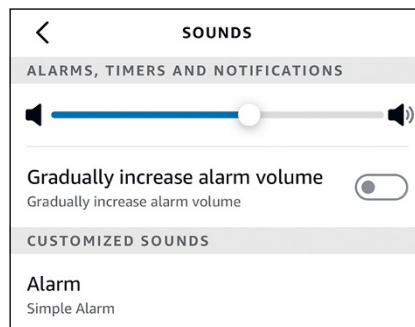 SOUNDS
ALARMS, TIMERS AND NOTIFICATIONS
Gradually increase alarm volume
Gradually increase alarm volume
CUSTOMIZED SOUNDS
Alarm
Simple Alarm